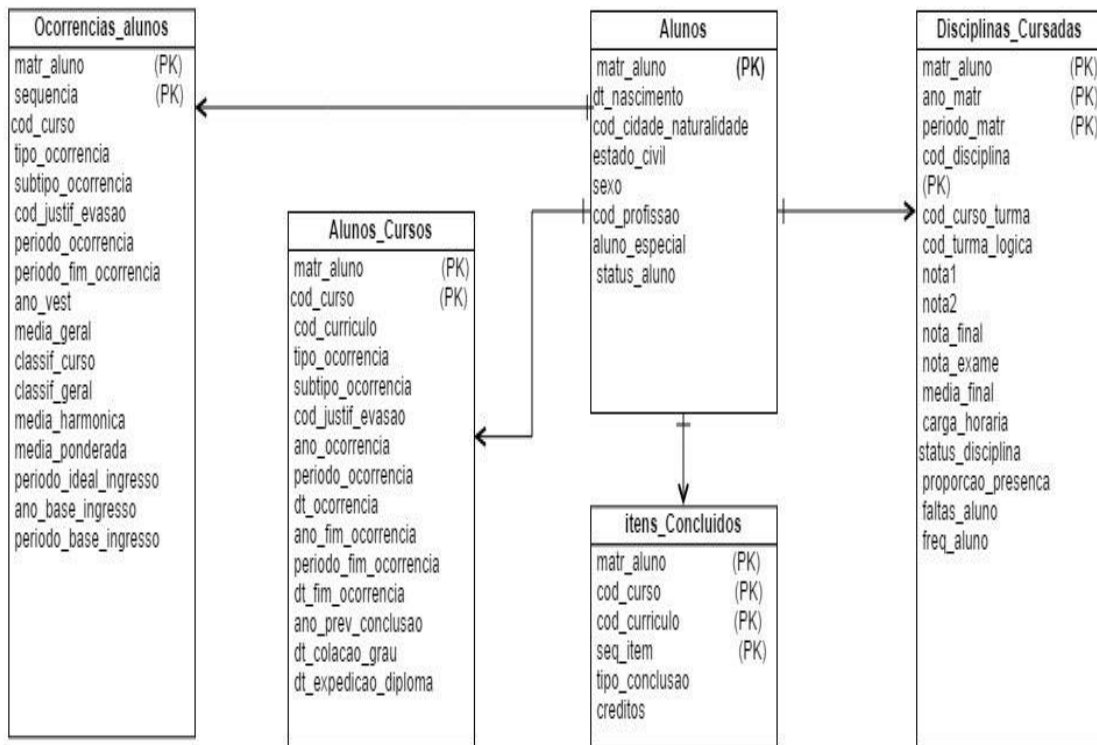 Ocorrencias_alunos
matr_aluno (PK)
sequencia (PK)
cod_curso
tipo_ocorrencia
subtipo_ocorrencia
cod_justif_evasao
periodo_ocorrencia
periodo_fim_ocorrencia
ano_vest
media_geral
classif_curso
classif_geral
media_harmonica
media_ponderada
periodo_ideal_ingresso
ano_base_ingresso
periodo_base_ingresso
Alunos_Cursos
matr_aluno (PK)
cod_curso (PK)
cod_curriculo
tipo_ocorrencia
subtipo_ocorrencia
cod_justif_evasao
ano_ocorrencia
periodo_ocorrencia
dt_ocorrencia
ano_fim_ocorrencia
periodo_fim_ocorrencia
dt_fim_ocorrencia
ano_prev_conclusao
dt_colacao_grau
dt_expedicao_diploma
Alunos
matr_aluno (PK)
dt_nascimento
cod_cidade_naturalidade
estado_civil
sexo
cod_profissao
aluno_especial
status_aluno
itens_Concluidos
matr_aluno (PK)
cod_curso (PK)
cod_curriculo (PK)
seq_item (PK)
tipo_conclusao
creditos
Disciplinas_Cursadas
matr_aluno (PK)
ano_matr (PK)
periodo_matr (PK)
cod_disciplina
(PK)
cod_curso_turma
cod_turma_logica
nota1
nota2
nota_final
nota_exame
media_final
carga_horaria
status_disciplina
proporcao_presenca
faltas_aluno
freq_aluno